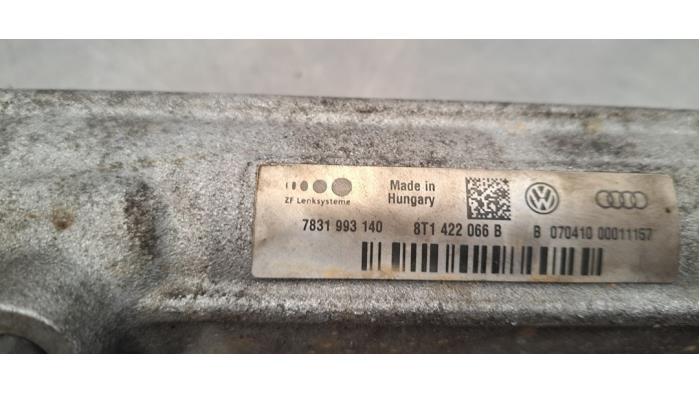 Made in
Hungary
ZF Lenksysteme
7831 993 140 8T1 422 066 B B 070410 00011157